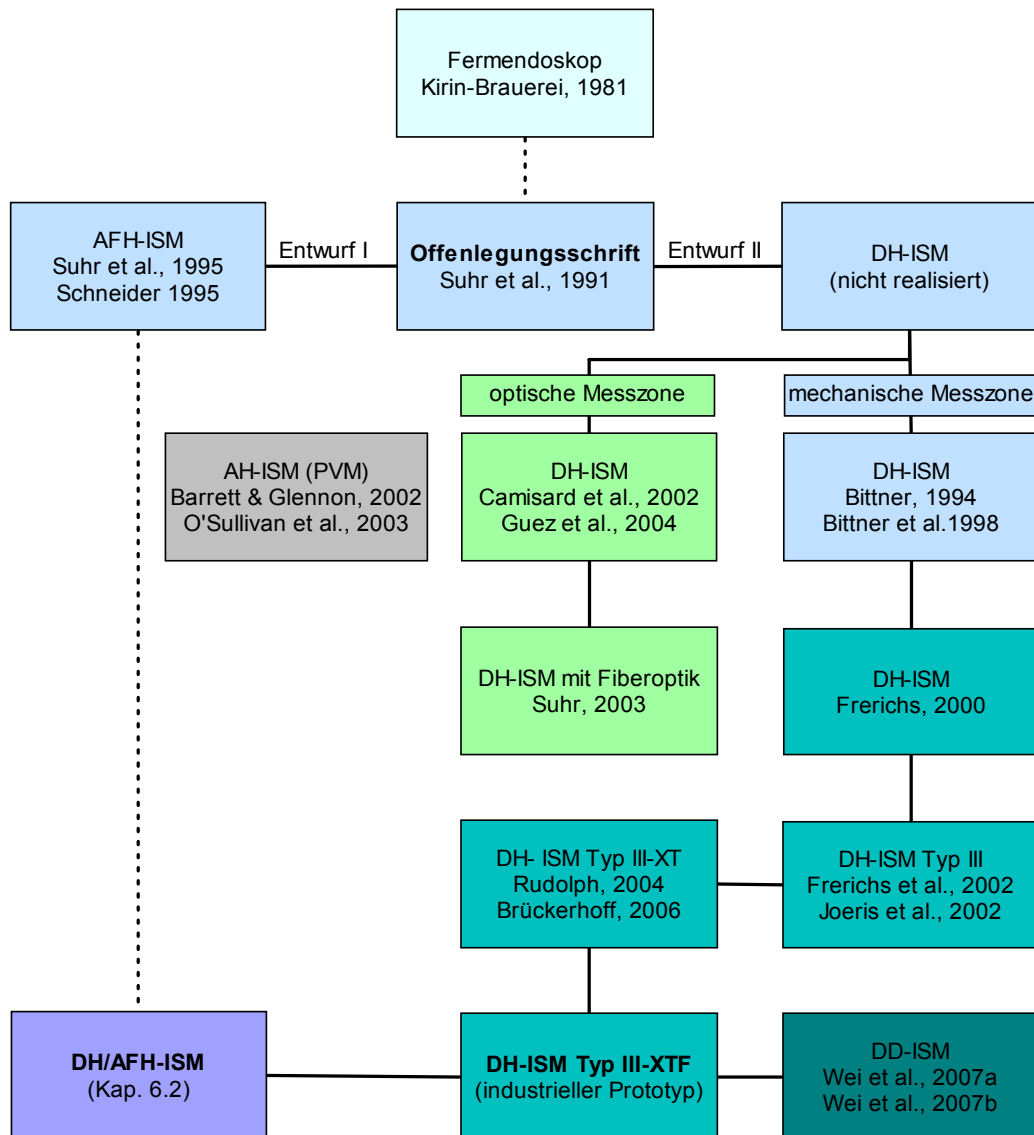 Fermendoskop
Kirin-Brauerei, 1981
AFH-ISM
Suhr et al., 1995
Schneider 1995
Entwurf I
Offenlegungsschrift
Suhr et al., 1991
Entwurf II
DH-ISM
(nicht realisiert)
optische Messzone
mechanische Messzone
AH-ISM (PVM)
Barrett & Glennon, 2002
O'Sullivan et al., 2003
DH-ISM
Camisard et al., 2002
Guez et al., 2004
DH-ISM
Bittner, 1994
Bittner et al.1998
DH-ISM mit Fiberoptik
Suhr, 2003
DH-ISM
Frerichs, 2000
DH- ISM Typ III-XT
Rudolph, 2004
Brückerhoff, 2006
DH-ISM Typ III
Frerichs et al., 2002
Joeris et al., 2002
DH/AFH-ISM
(Kap. 6.2)
DH-ISM Typ III-XTF
(industrieller Prototyp)
DD-ISM
Wei et al., 2007a
Wei et al., 2007b